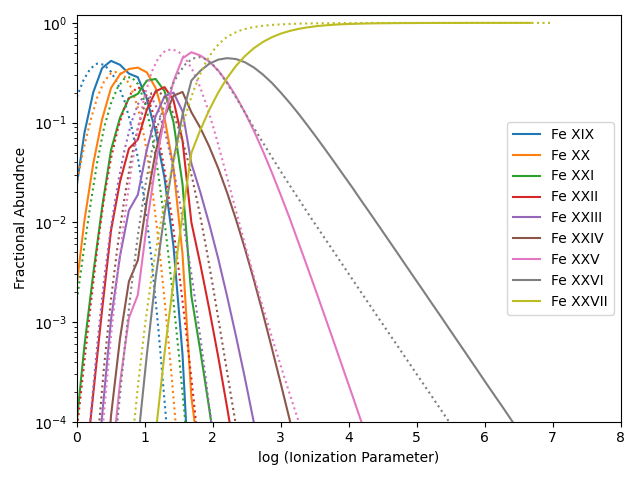 10⁰
10⁻¹
10⁻²
10⁻³
10⁻⁴
Fractional Abundnce
0 1 2 3 4 5 6 7 8
log (Ionization Parameter)
Fe XIX
Fe XX
Fe XXI
Fe XXII
Fe XXIII
Fe XXIV
Fe XXV
Fe XXVI
Fe XXVII